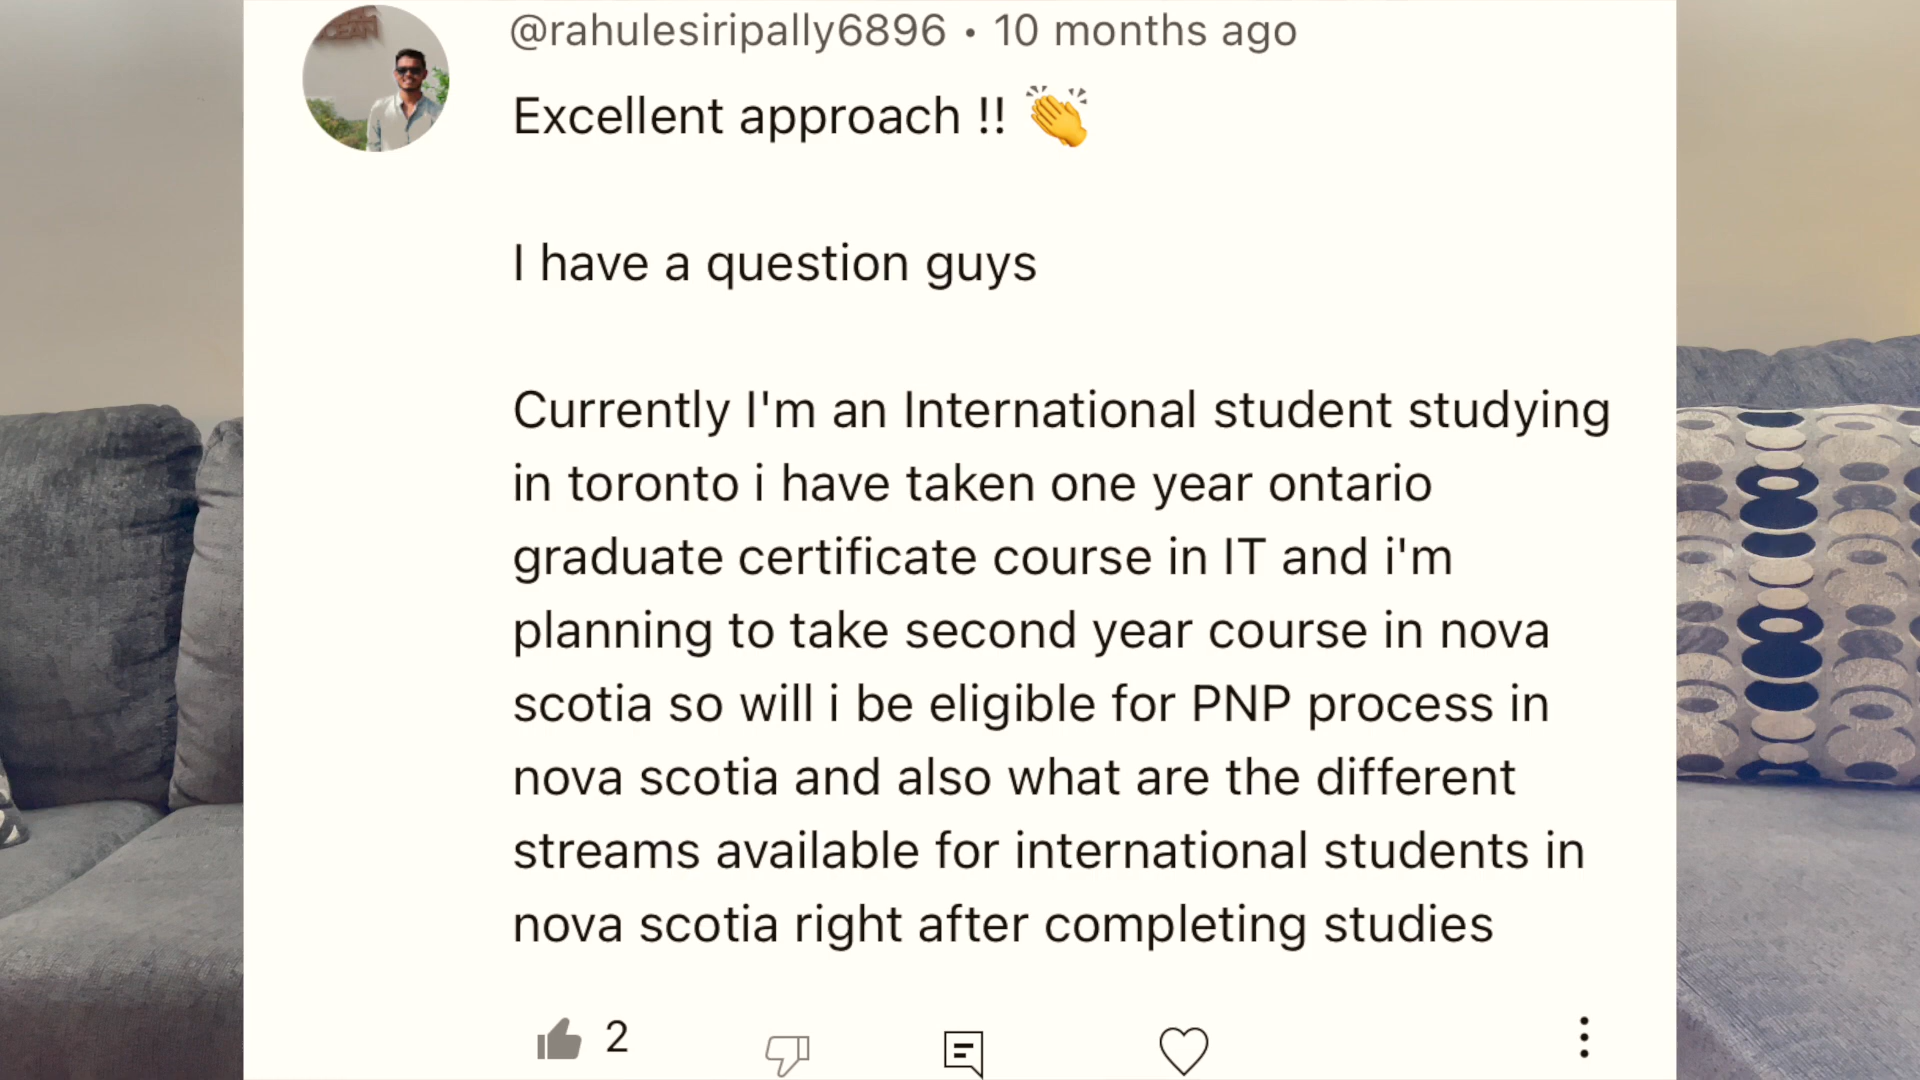 @rahulesiripally6896 • 10 months ago
Excellent approach !! 👏
I have a question guys
Currently I'm an International student studying
in toronto i have taken one year ontario
graduate certificate course in IT and i'm
planning to take second year course in nova
scotia so will i be eligible for PNP process in
nova scotia and also what are the different
streams available for international students in
nova scotia right after completing studies
2